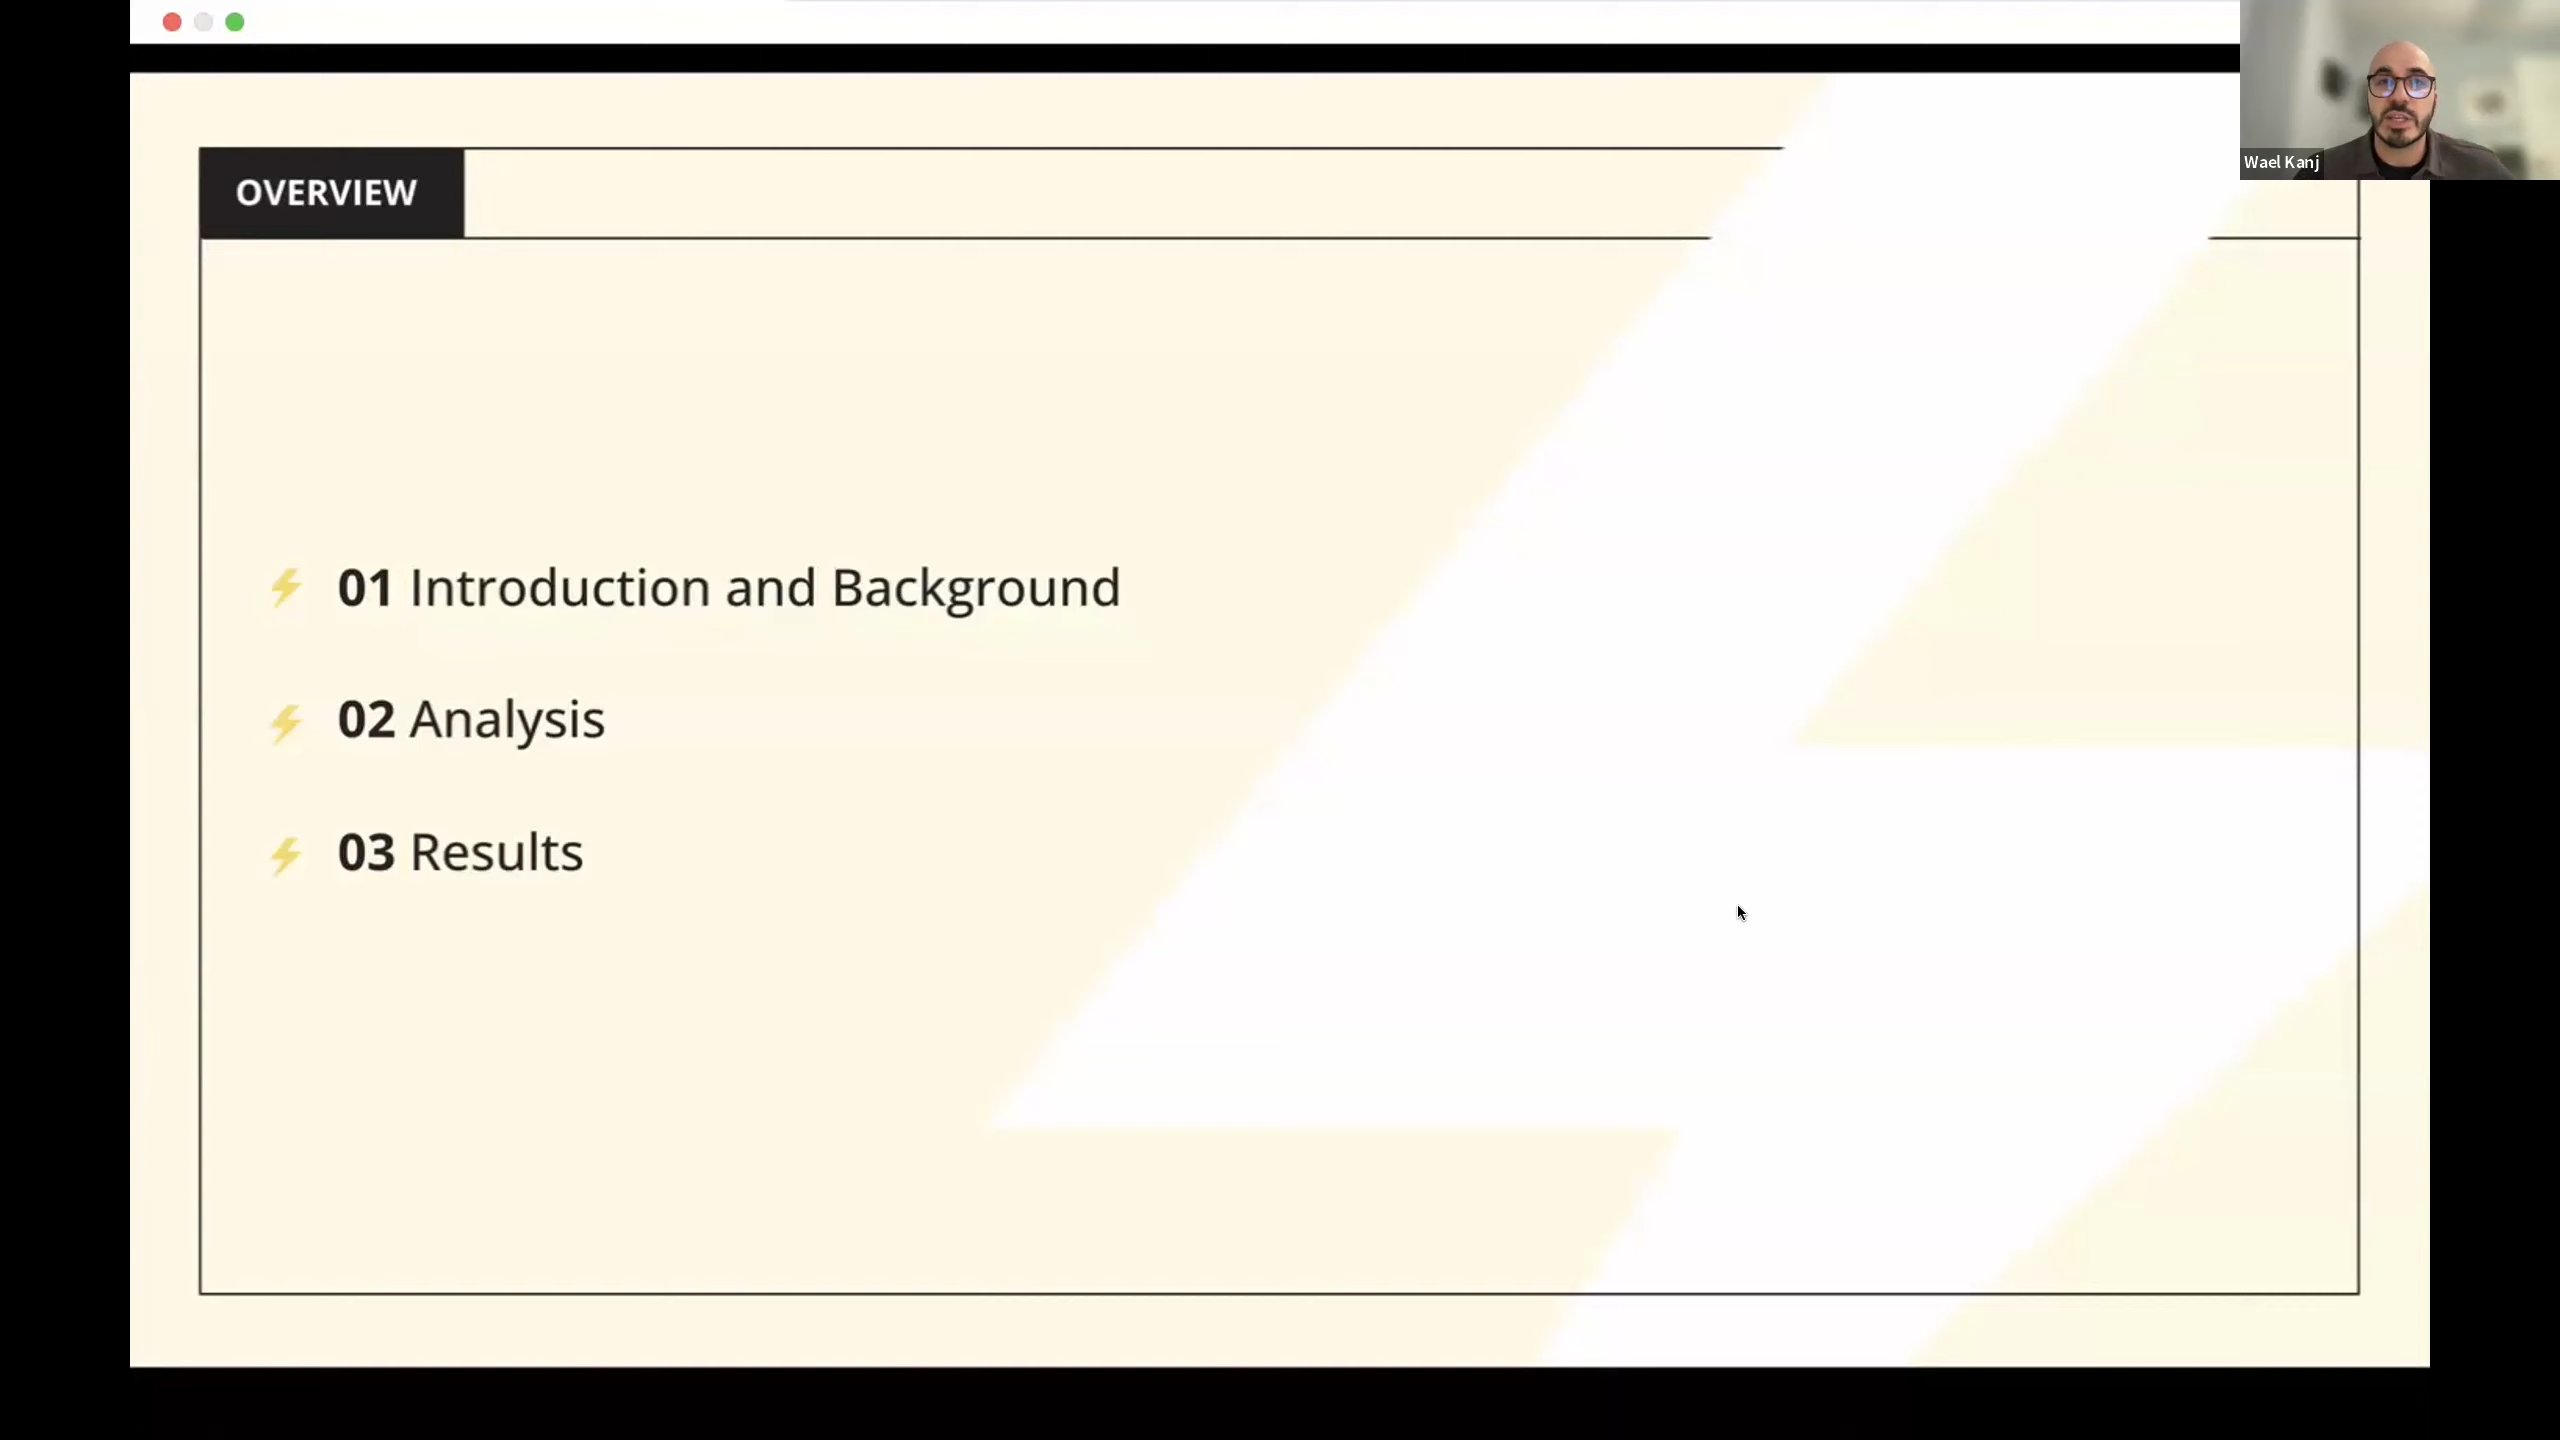 Wael Kanj
OVERVIEW
01 Introduction and Background
02 Analysis
03 Results